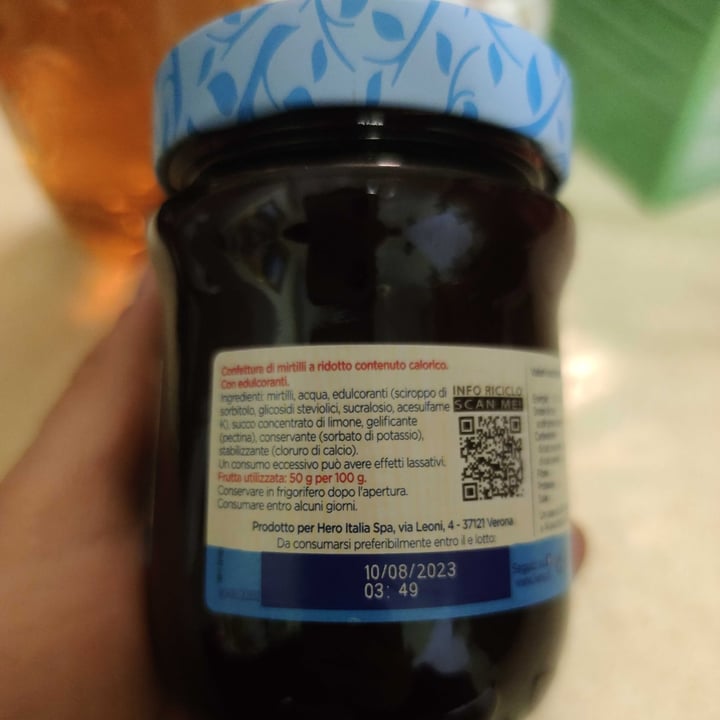 Confettura di mirtilli a ridotto contenuto calorico.
Con edulcoranti.
Ingredienti: mirtilli, acqua, edulcoranti (sciroppo di
sorbitolo, glicosidi steviolici, sucralosio, acesulfame
K), succo concentrato di limone, gelificante
(pectina), conservante (sorbato di potassio),
stabilizzante (cloruro di calcio).
Un consumo eccessivo può avere effetti lassativi.
Frutta utilizzata: 50 g per 100 g.
Conservare in frigorifero dopo l'apertura.
Consumare entro alcuni giorni.
INFO RICICLO
SCAN ME!
Prodotto per Hero Italia Spa, via Leoni, 4 - 37121 Verona
Da consumarsi preferibilmente entro il e lotto:
10/08/2023
03: 49